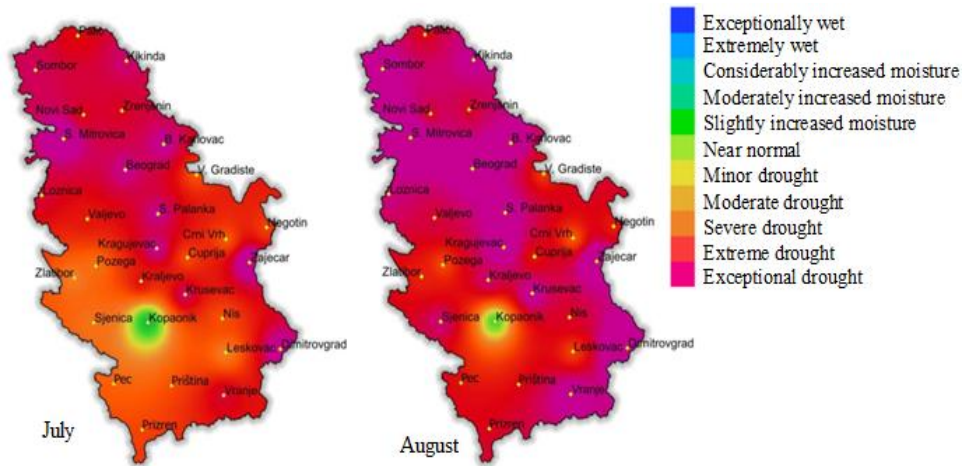 Palic
Kikinda
Sombor
Novi Sad
Zrenjanin
S. Mitrovica
B. Karlovac
Beograd
V. Gradiste
Loznica
Valjevo
S. Palanka
Negotin
Crni Vrh
Kragujevac
Cuprija
Zajecar
Pozega
Zlatibor
Kraljevo
Krusevac
Sjenica
Kopaonik
Nis
Leskovac
Dimitrovgrad
Pec
Priština
Vranje
Prizren
July
Palic
Kikinda
Sombor
Novi Sad
Zrenjanin
S. Mitrovica
B. Karlovac
Beograd
V. Gradiste
Loznica
Valjevo
S. Palanka
Negotin
Crni Vrh
Kragujevac
Cuprija
Zajecar
Pozega
Zlatibor
Kraljevo
Krusevac
Sjenica
Kopaonik
Nis
Leskovac
Dimitrovgrad
Pec
Priština
Vranje
Prizren
August
Exceptionally wet
Extremely wet
Considerably increased moisture
Moderately increased moisture
Slightly increased moisture
Near normal
Minor drought
Moderate drought
Severe drought
Extreme drought
Exceptional drought